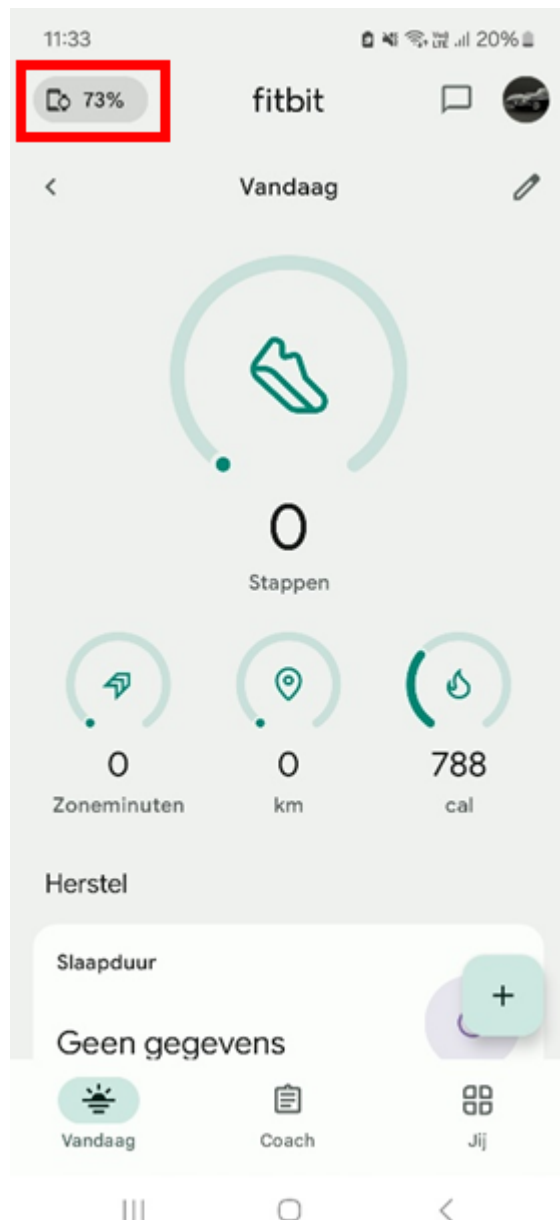 11:33 20%
73% fitbit
Vandaag
0
Stappen
0 0 788
Zoneminuten km cal
Herstel
Slaapduur
Geen gegevens
Vandaag Coach Jij